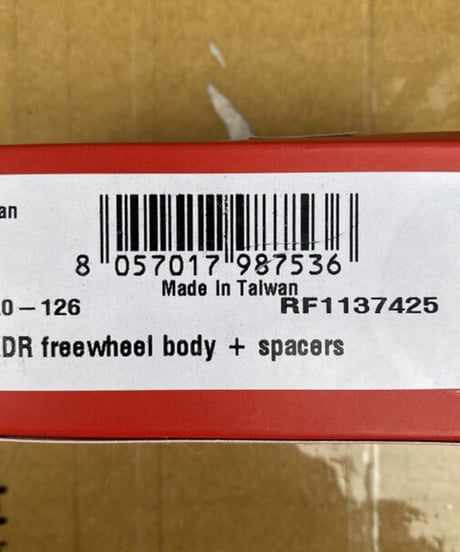 an
8 057017 987536
Made In Taiwan
0-126 RF1137425
DR freewheel body + spacers